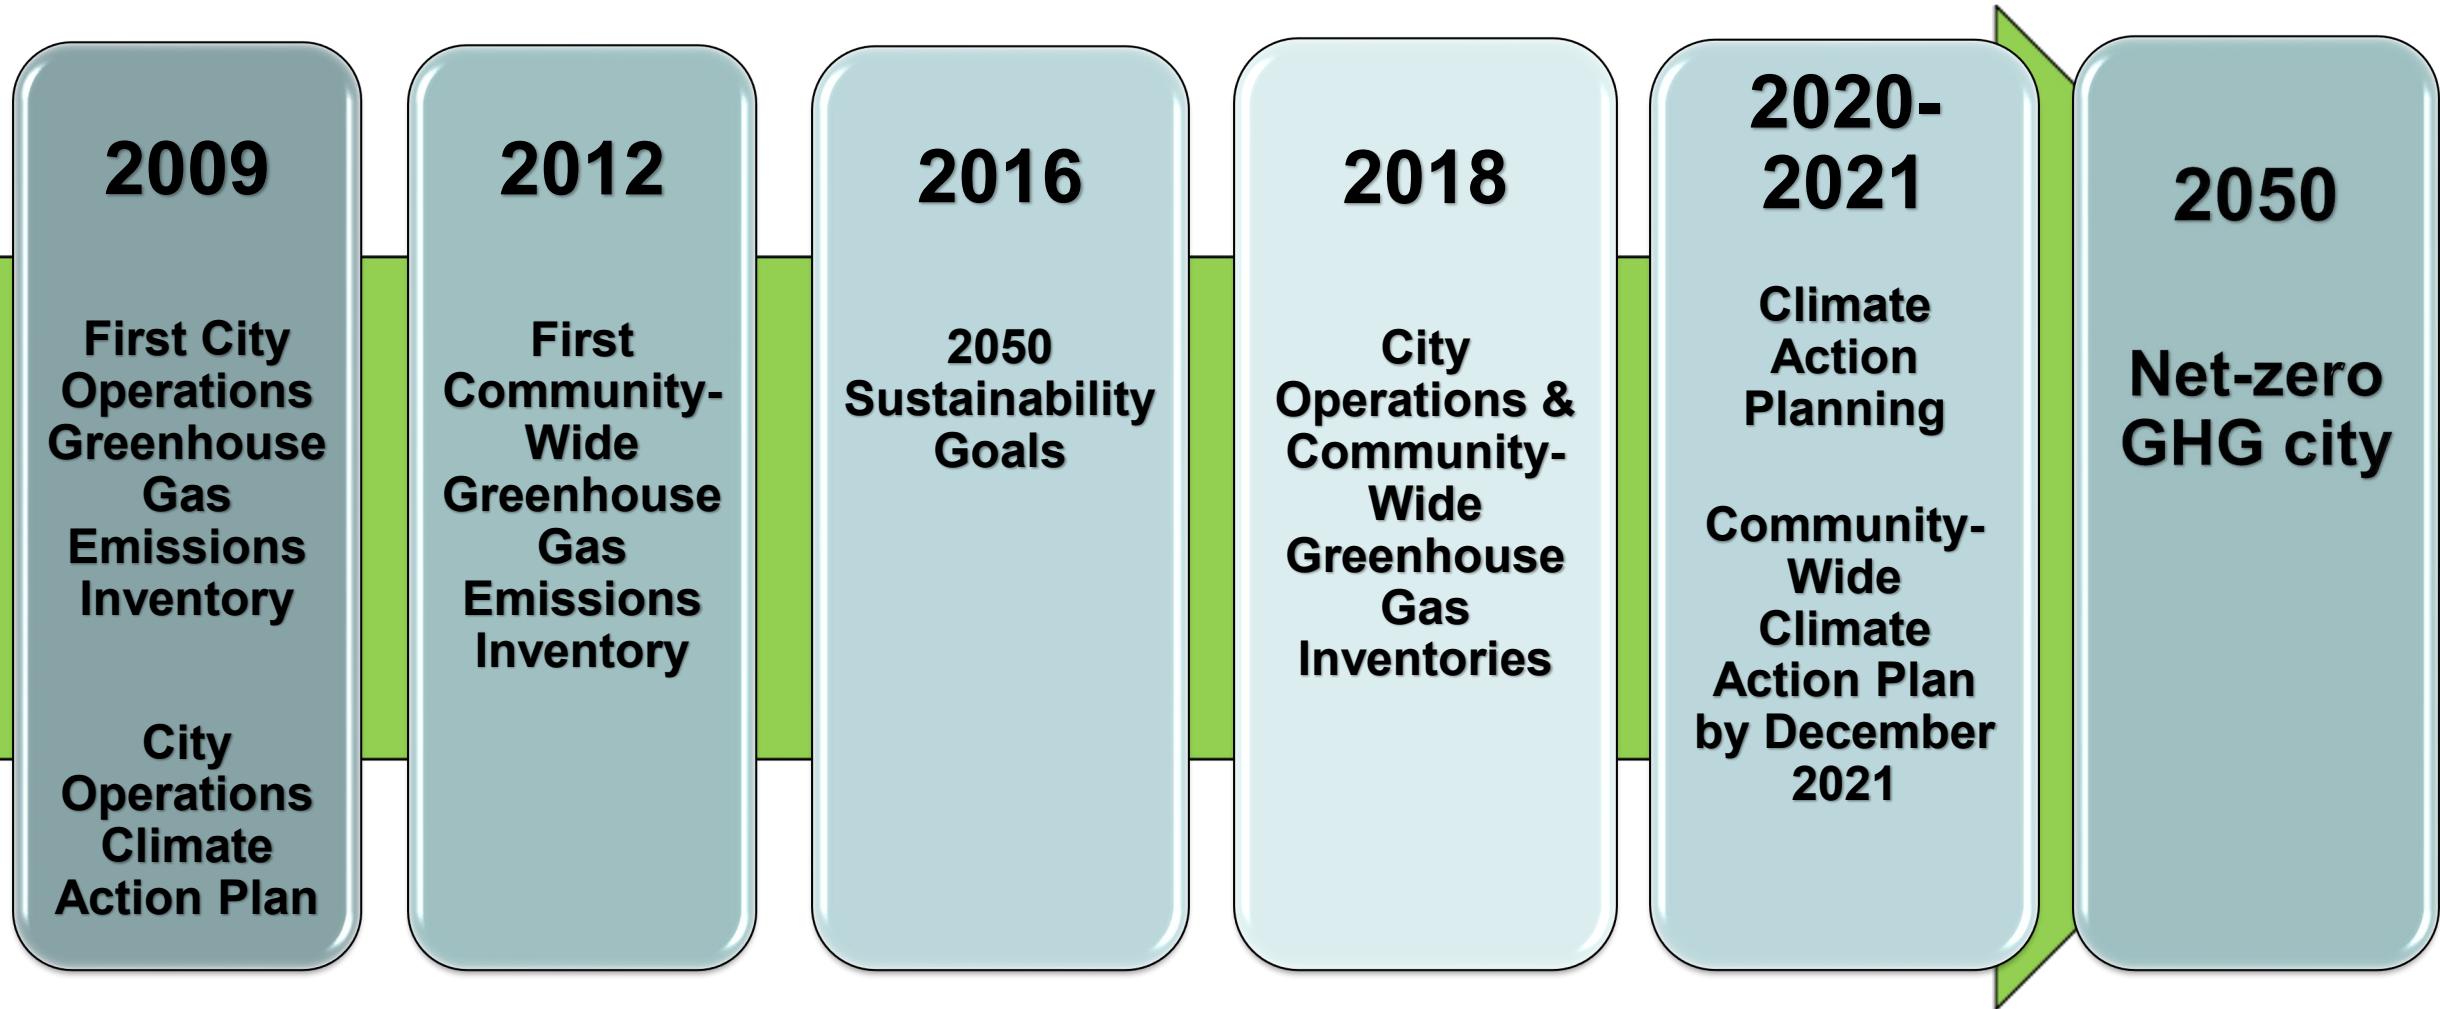 2009
First City
Operations
Greenhouse
Gas
Emissions
Inventory
City
Operations
Climate
Action Plan
2012
First
Community-
Wide
Greenhouse
Gas
Emissions
Inventory
2016
2050
Sustainability
Goals
2018
City
Operations &
Community-
Wide
Greenhouse
Gas
Inventories
2020-
2021
Climate
Action
Planning
Community-
Wide
Climate
Action Plan
by December
2021
2050
Net-zero
GHG city